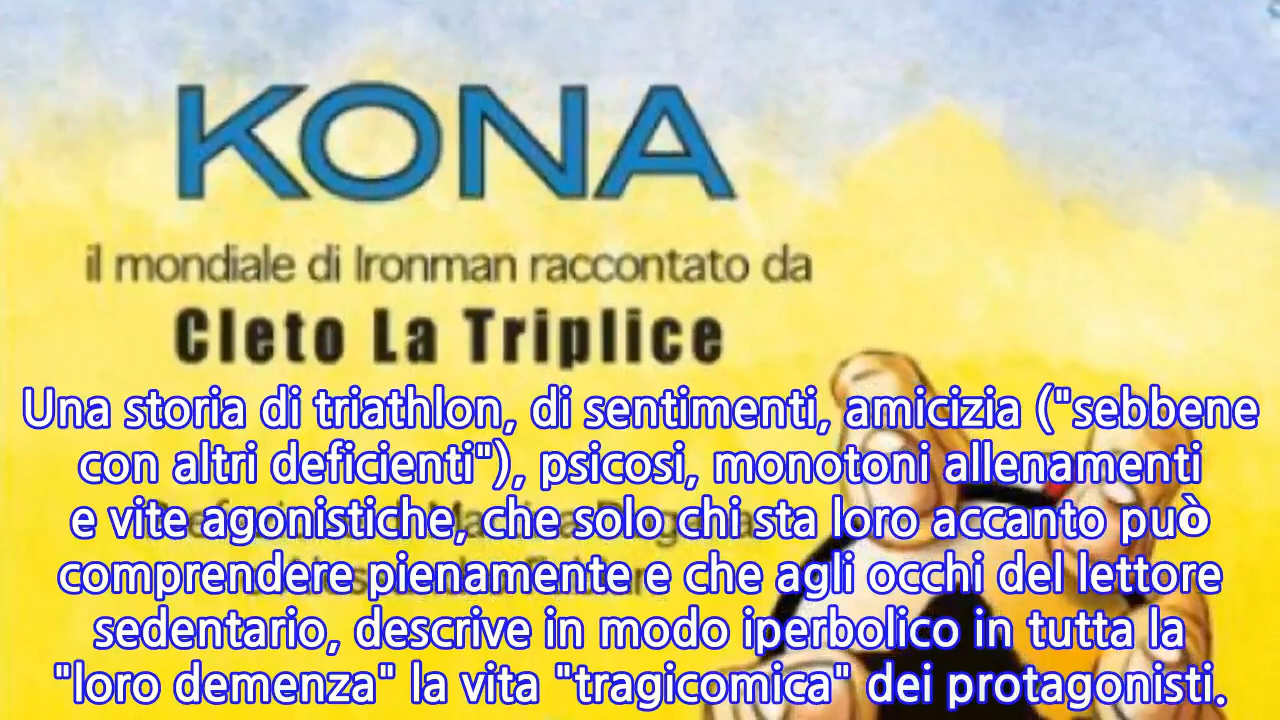 KONA
il mondiale di Ironman raccontato da
Cleto La Triplice
Una storia di triathlon, di sentimenti, amicizia ("sebbene
con altri deficienti"), psicosi, monotoni allenamenti
e vite agonistiche, che solo chi sta loro accanto può
comprendere pienamente e che agli occhi del lettore
sedentario, descrive in modo iperbolico in tutta la
"loro demenza" la vita "tragicomica" dei protagonisti.